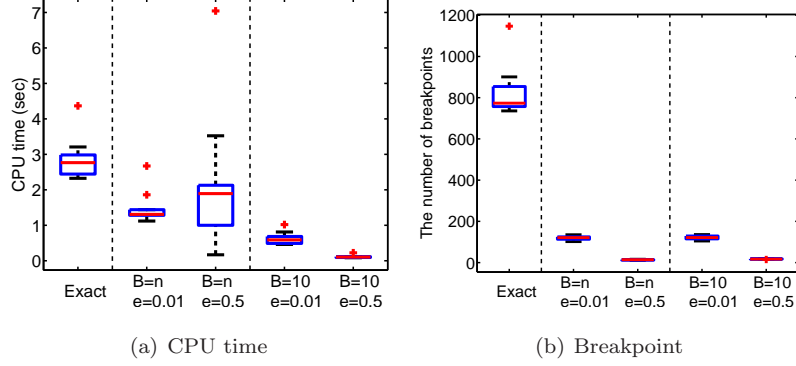 CPU time (sec)
7
6
5
4
3
2
1
0
Exact
B=n
e=0.01
B=n
e=0.5
B=10
e=0.01
B=10
e=0.5
(a) CPU time
The number of breakpoints
1200
1000
800
600
400
200
0
Exact
B=n
e=0.01
B=n
e=0.5
B=10
e=0.01
B=10
e=0.5
(b) Breakpoint